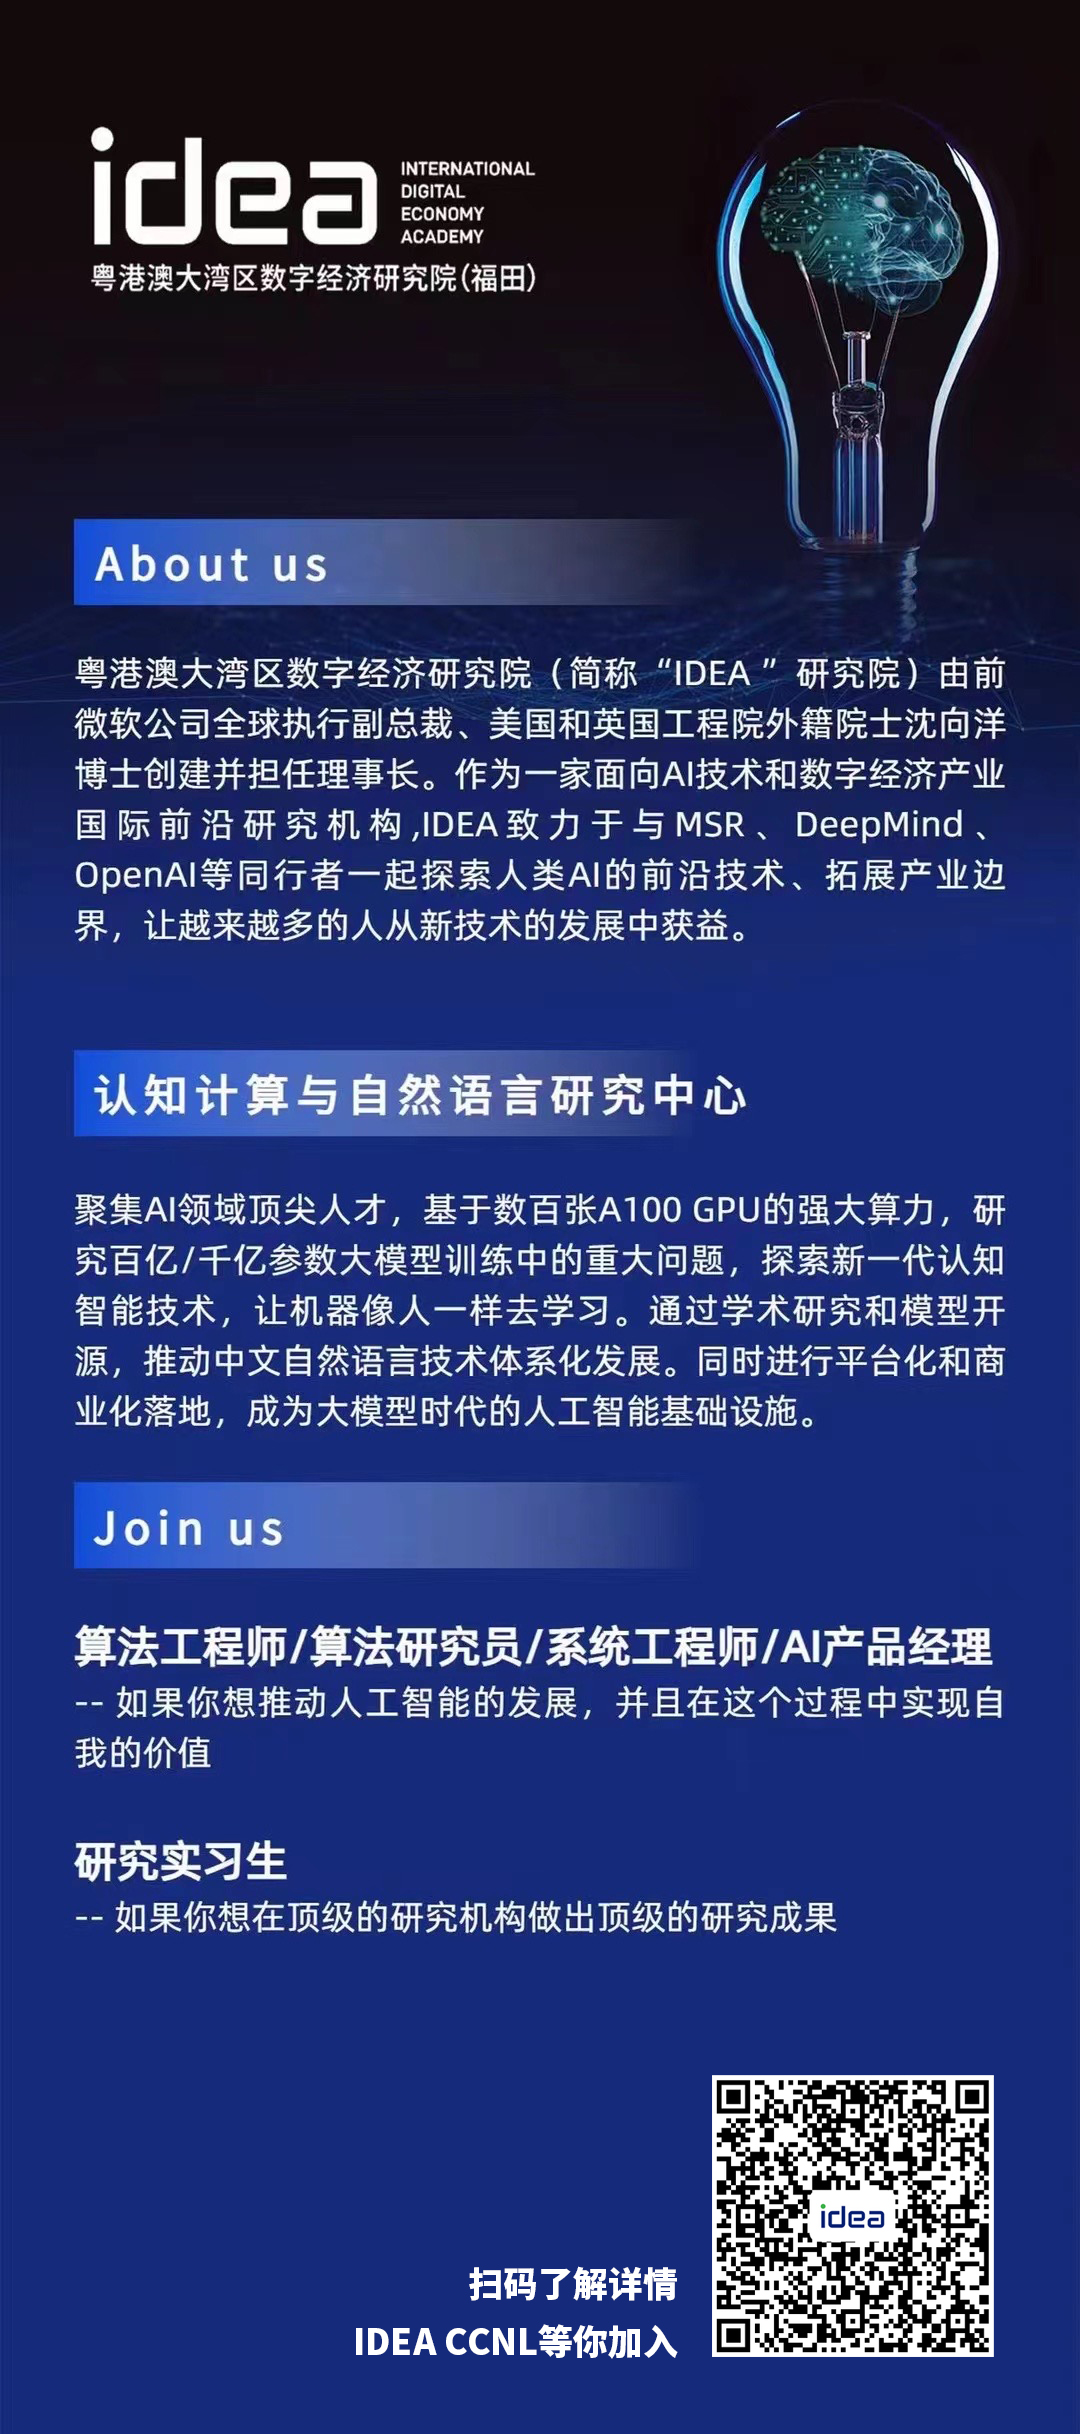 idea
INTERNATIONAL
DIGITAL
ECONOMY
ACADEMY
粤港澳大湾区数字经济研究院(福田)
About us
粤港澳大湾区数字经济研究院（简称“IDEA”研究院）由前
微软公司全球执行副总裁、美国和英国工程院外籍院士沈向洋
博士创建并担任理事长。作为一家面向AI技术和数字经济产业
国际前沿研究机构,IDEA致力于与MSR、DeepMind、
OpenAI等同行者一起探索人类AI的前沿技术、拓展产业边
界，让越来越多的人从新技术的发展中获益。
认知计算与自然语言研究中心
聚集AI领域顶尖人才，基于数百张A100 GPU的强大算力，研
究百亿/千亿参数大模型训练中的重大问题，探索新一代认知
智能技术，让机器像人一样去学习。通过学术研究和模型开
源，推动中文自然语言技术体系化发展。同时进行平台化和商
业化落地，成为大模型时代的人工智能基础设施。
Join us
算法工程师/算法研究员/系统工程师/AI产品经理
-- 如果你想推动人工智能的发展，并且在这个过程中实现自
我的价值
研究实习生
-- 如果你想在顶级的研究机构做出顶级的研究成果
idea
扫码了解详情
IDEA CCNL等你加入